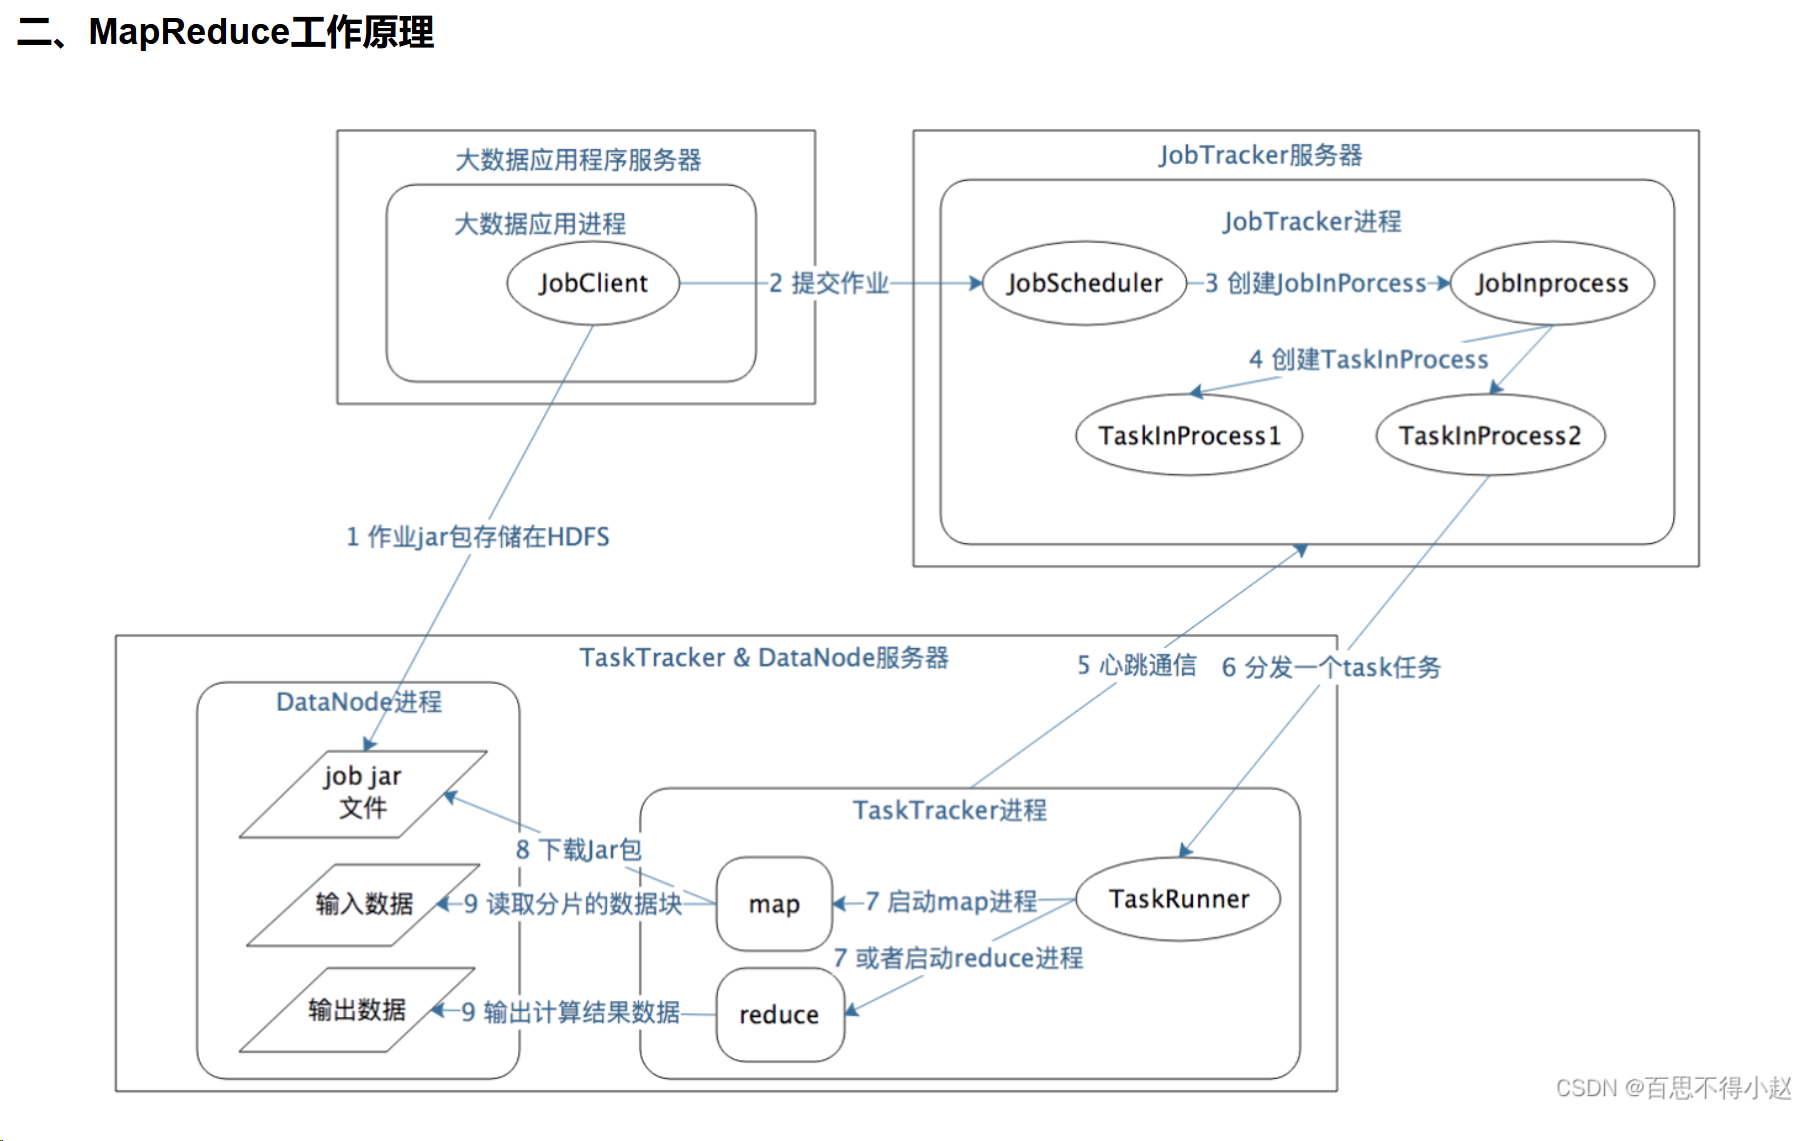 二、MapReduce工作原理
大数据应用程序服务器
大数据应用进程
JobClient
2 提交作业
JobTracker服务器
JobTracker进程
JobScheduler
3 创建JobInPorcess
JobInprocess
4 创建TaskInProcess
TaskInProcess1
TaskInProcess2
1 作业jar包存储在HDFS
TaskTracker & DataNode服务器
5 心跳通信
6 分发一个task任务
DataNode进程
job jar
文件
TaskTracker进程
8 下载Jar包
输入数据
9 读取分片的数据块
map
7 启动map进程
TaskRunner
7 或者启动reduce进程
输出数据
9 输出计算结果数据
reduce
CSDN @百思不得小赵